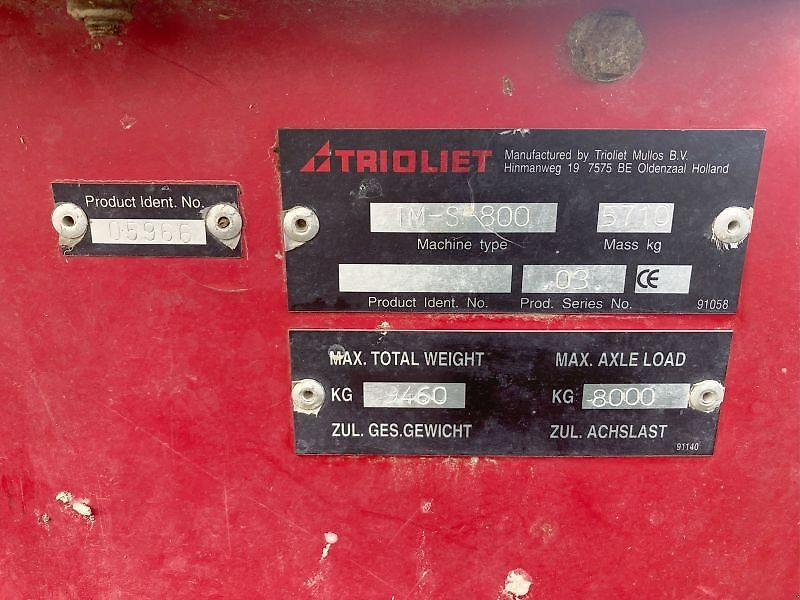 Product Ident. No.
05966
TRIOLIET
Manufactured by Trioliet Mullos B.V.
Hinmanweg 19 7575 BE Oldenzaal Holland
5710
Machine type
Mass kg
03
CE
Product Ident. No.
Prod. Series No.
91058
MAX. TOTAL WEIGHT
MAX. AXLE LOAD
KG 9460
KG 8000
ZUL. GES.GEWICHT
ZUL. ACHSLAST
91140